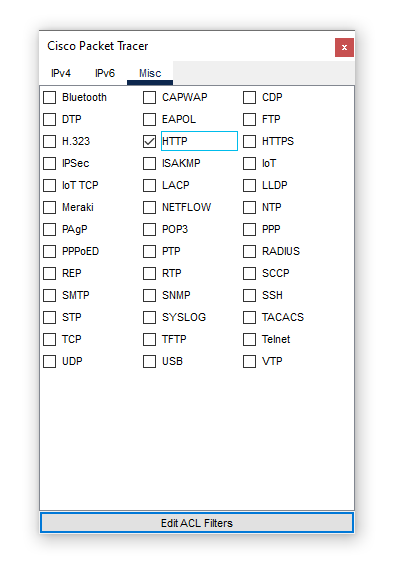 Cisco Packet Tracer
x
IPv4 IPv6 Misc
Bluetooth CAPWAP CDP
DTP EAPOL FTP
H.323 HTTP HTTPS
IPSec ISAKMP IoT
IoT TCP LACP LLDP
Meraki NETFLOW NTP
PAgP POP3 PPP
PPPoED PTP RADIUS
REP RTP SCCP
SMTP SNMP SSH
STP SYSLOG TACACS
TCP TFTP Telnet
UDP USB VTP
Edit ACL Filters